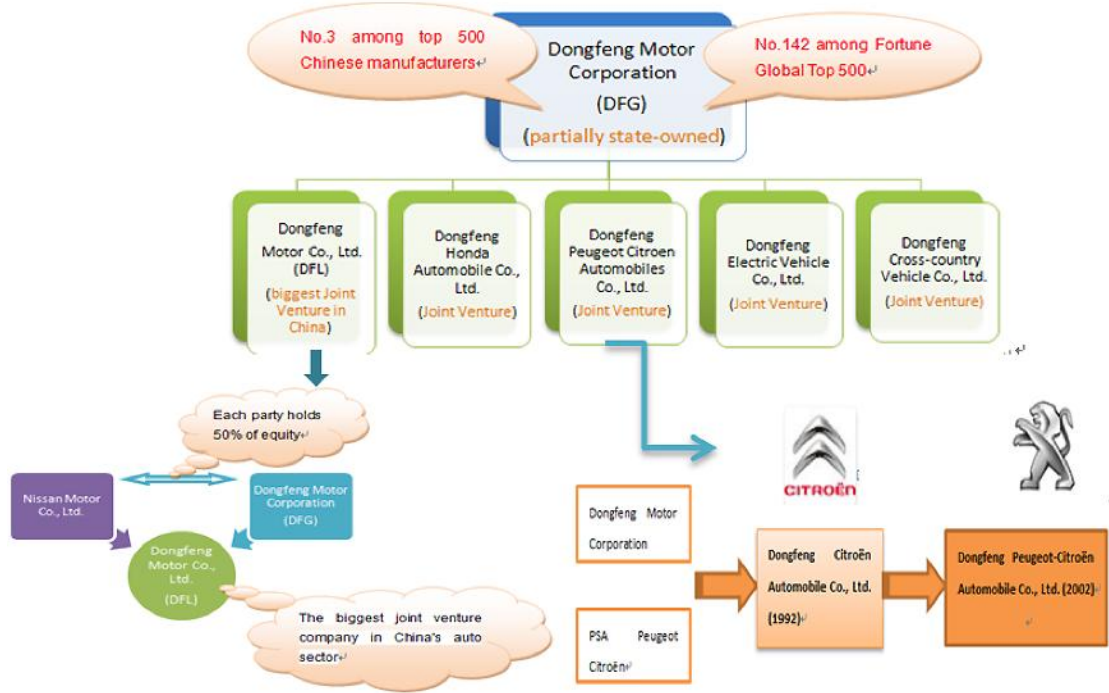 No.3 among top 500
Chinese manufacturers
Dongfeng Motor
Corporation
(DFG)
(partially state-owned)
No.142 among Fortune
Global Top 500
Dongfeng
Motor Co., Ltd.
(DFL)
(biggest Joint
Venture in
China)
Dongfeng
Honda
Automobile Co.,
Ltd.
(Joint Venture)
Dongfeng
Peugeot Citroen
Automobiles
Co., Ltd.
(Joint Venture)
Dongfeng
Electric Vehicle
Co., Ltd.
(Joint Venture)
Dongfeng
Cross-country
Vehicle Co., Ltd.
(Joint Venture)
Each party holds
50% of equity
Nissan Motor
Co., Ltd.
Dongfeng Motor
Corporation
(DFG)
Dongfeng
Motor Co.,
Ltd.
(DFL)
The biggest joint venture
company in China's auto
sector
CITROËN
Dongfeng Motor
Corporation
PSA Peugeot
Citroën
Dongfeng Citroën
Automobile Co., Ltd.
(1992)
Dongfeng Peugeot-Citroën
Automobile Co., Ltd. (2002)